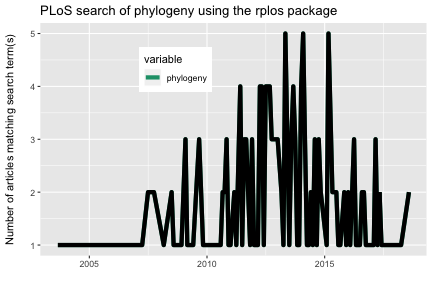 PLoS search of phylogeny using the rplos package
Number of articles matching search term(s)
5
4
3
2
1
variable
phylogeny
2005
2010
2015